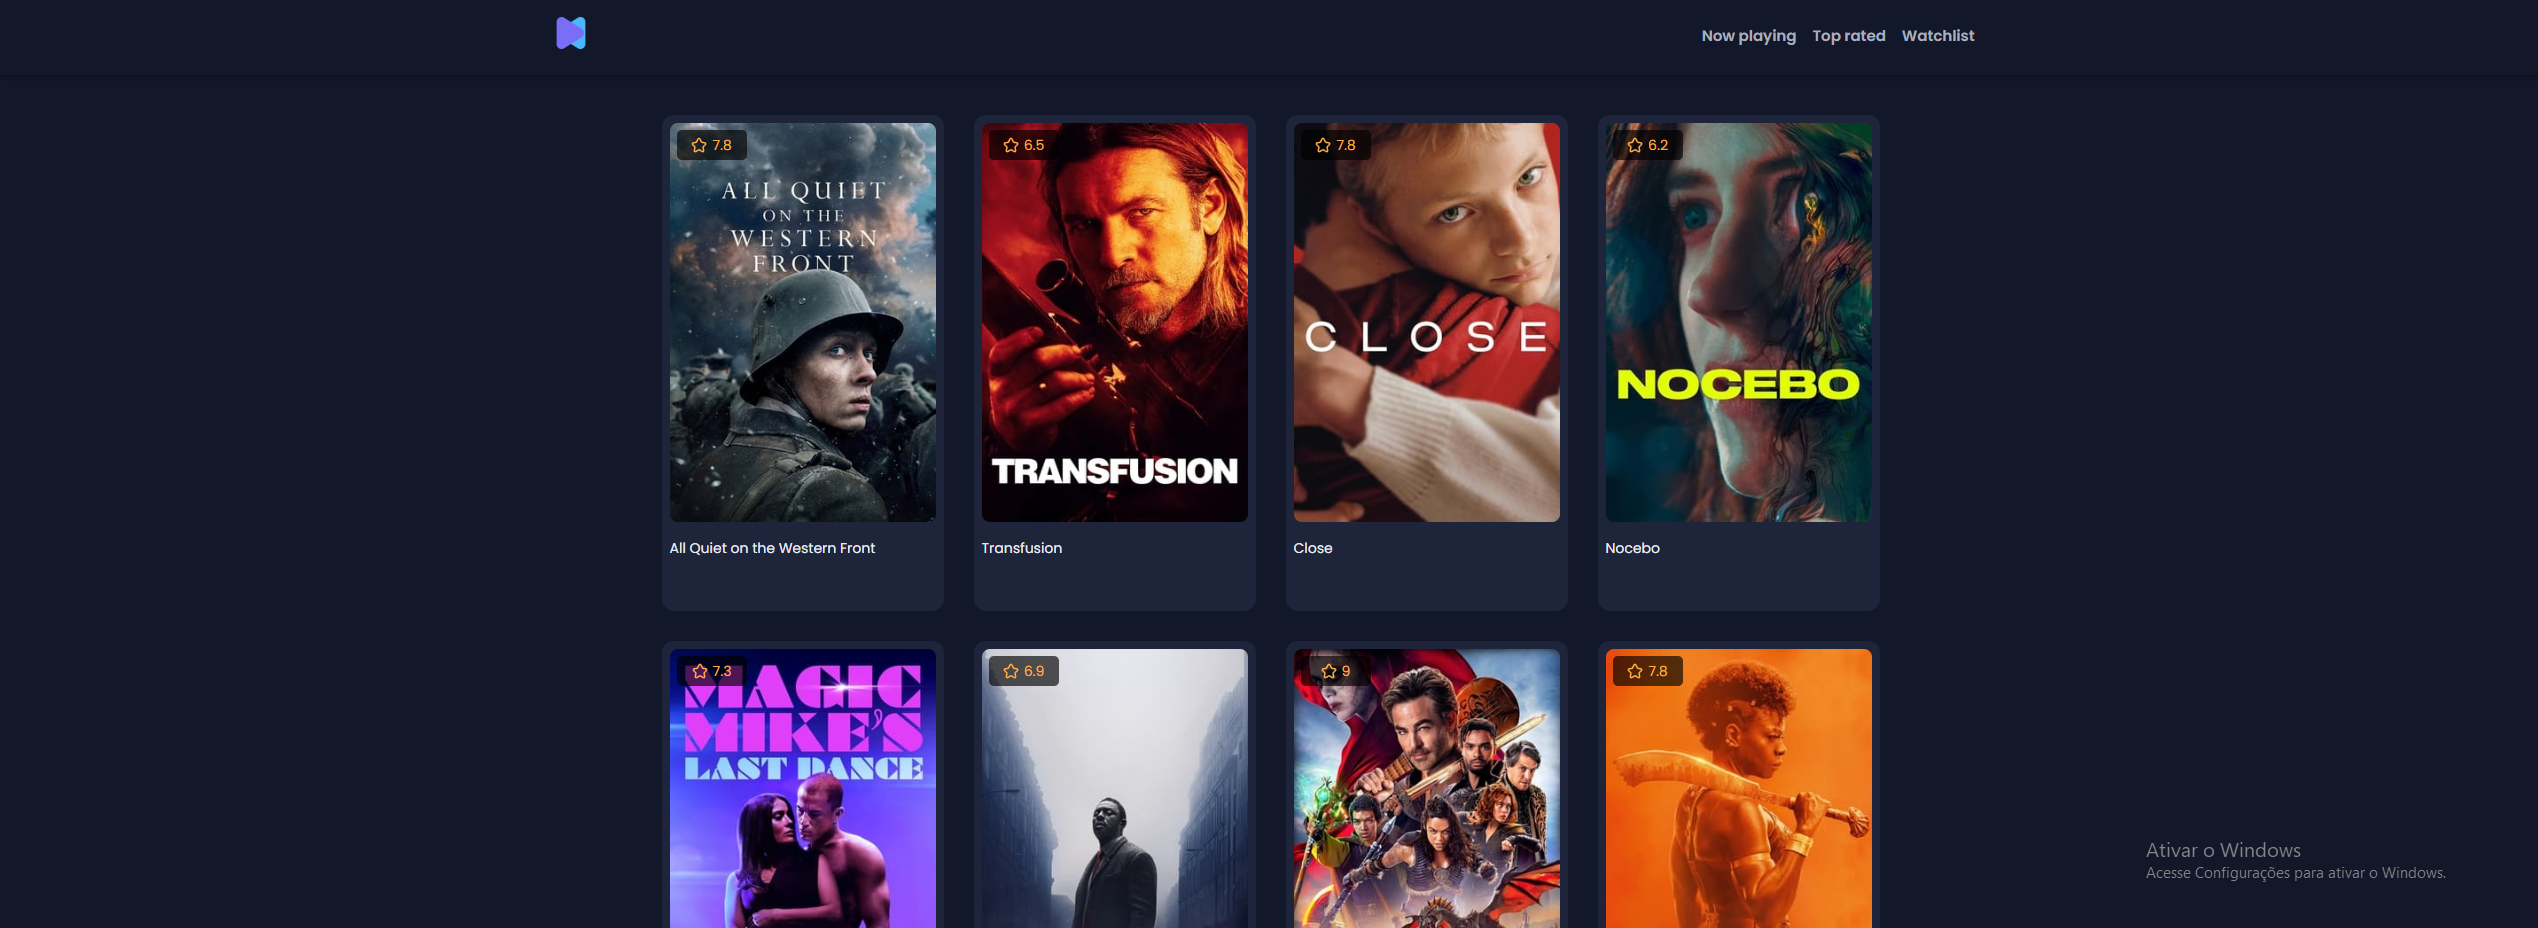 Now playing Top rated Watchlist
7.8
6.5
7.8
6.2
ALL QUIET
ON THE
WESTERN
FRONT
TRANSFUSION
CLOSE
NOCEBO
All Quiet on the Western Front
Transfusion
Close
Nocebo
7.3
6.9
9
7.8
MAGIC
MIKE'S
LAST DANCE
Ativar o Windows
Acesse Configurações para ativar o Windows.